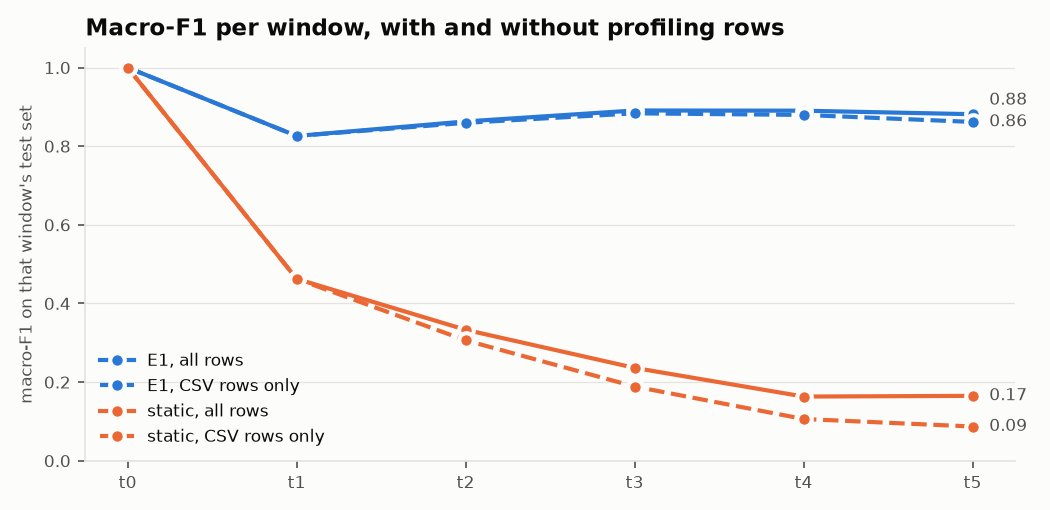 Macro-F1 per window, with and without profiling rows
macro-F1 on that window's test set
1.0
0.8
0.6
0.4
0.2
0.0
0.88
0.86
0.17
0.09
E1, all rows
E1, CSV rows only
static, all rows
static, CSV rows only
t0
t1
t2
t3
t4
t5